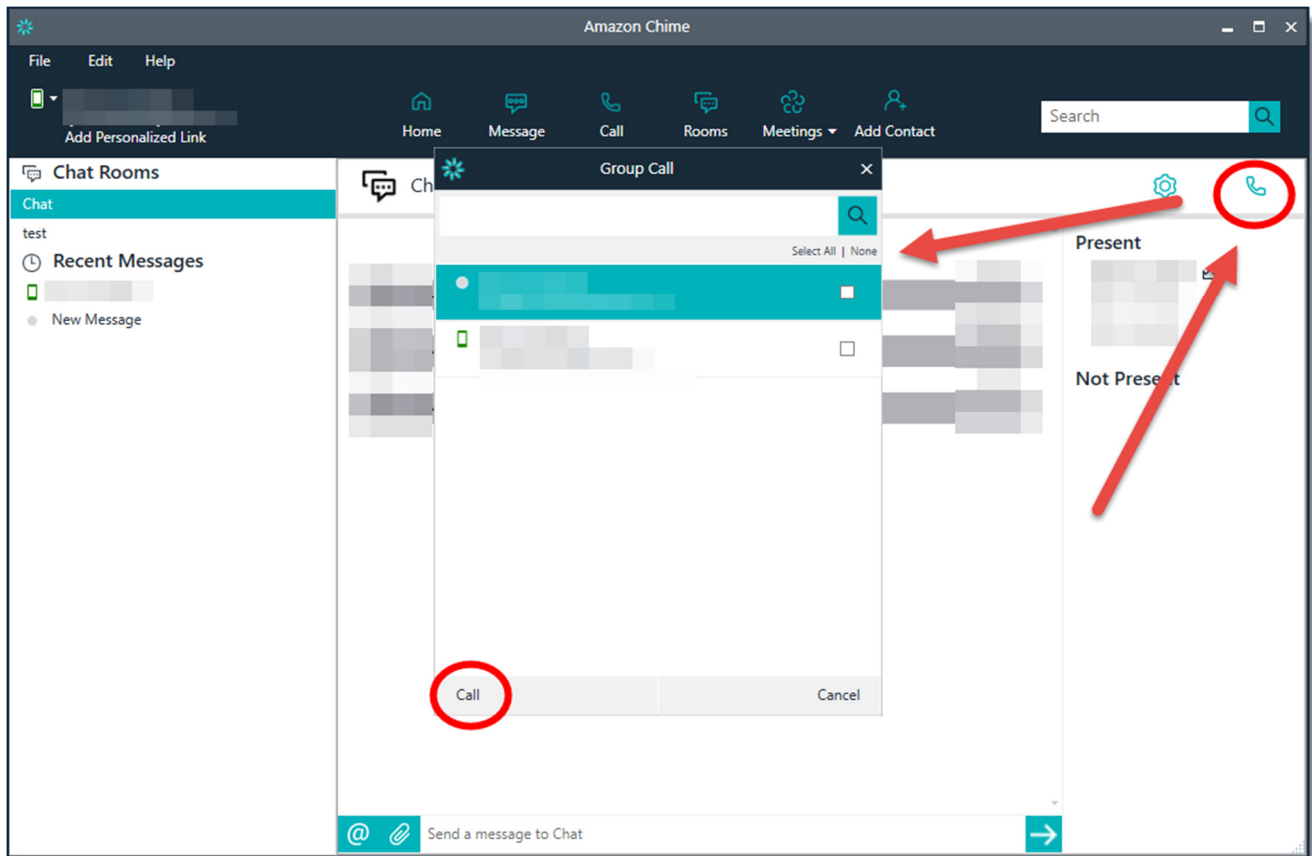 Amazon Chime
File Edit Help
Add Personalized Link
Home Message Call Rooms Meetings Add Contact
Search
Chat Rooms
Chat
test
Recent Messages
New Message
Ch
Group Call
Select All | None
Call Cancel
Present
Not Present
@ Send a message to Chat